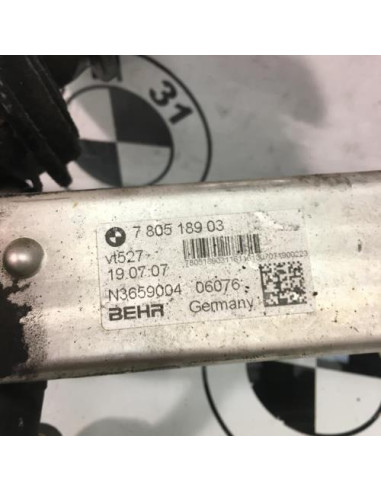 31
7 805 189 03
vt527
19.07.07
N3659004 06076
BEHR Germany